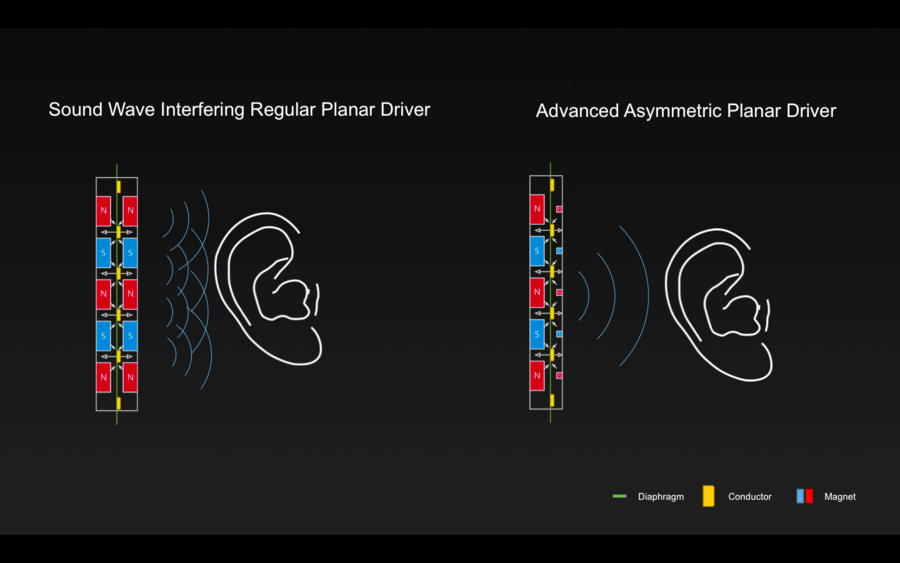 Sound Wave Interfering Regular Planar Driver
Advanced Asymmetric Planar Driver
N N
S S
N N
S S
N N
N N
S S
N N
S S
N N
Diaphragm
Conductor
Magnet